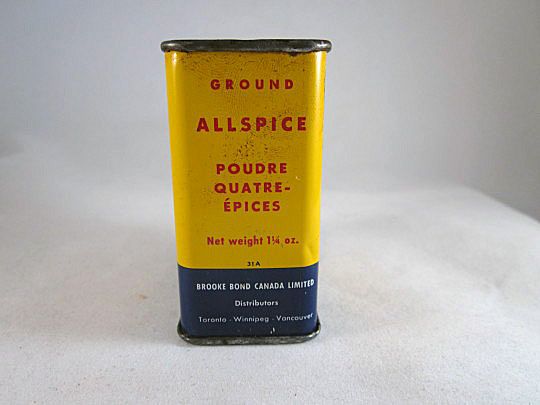 GROUND
ALLSPICE
POUDRE
QUATRE-
ÉPICES
Net weight 1¼ oz.
31A
BROOKE BOND CANADA LIMITED
Distributors
Toronto - Winnipeg - Vancouver